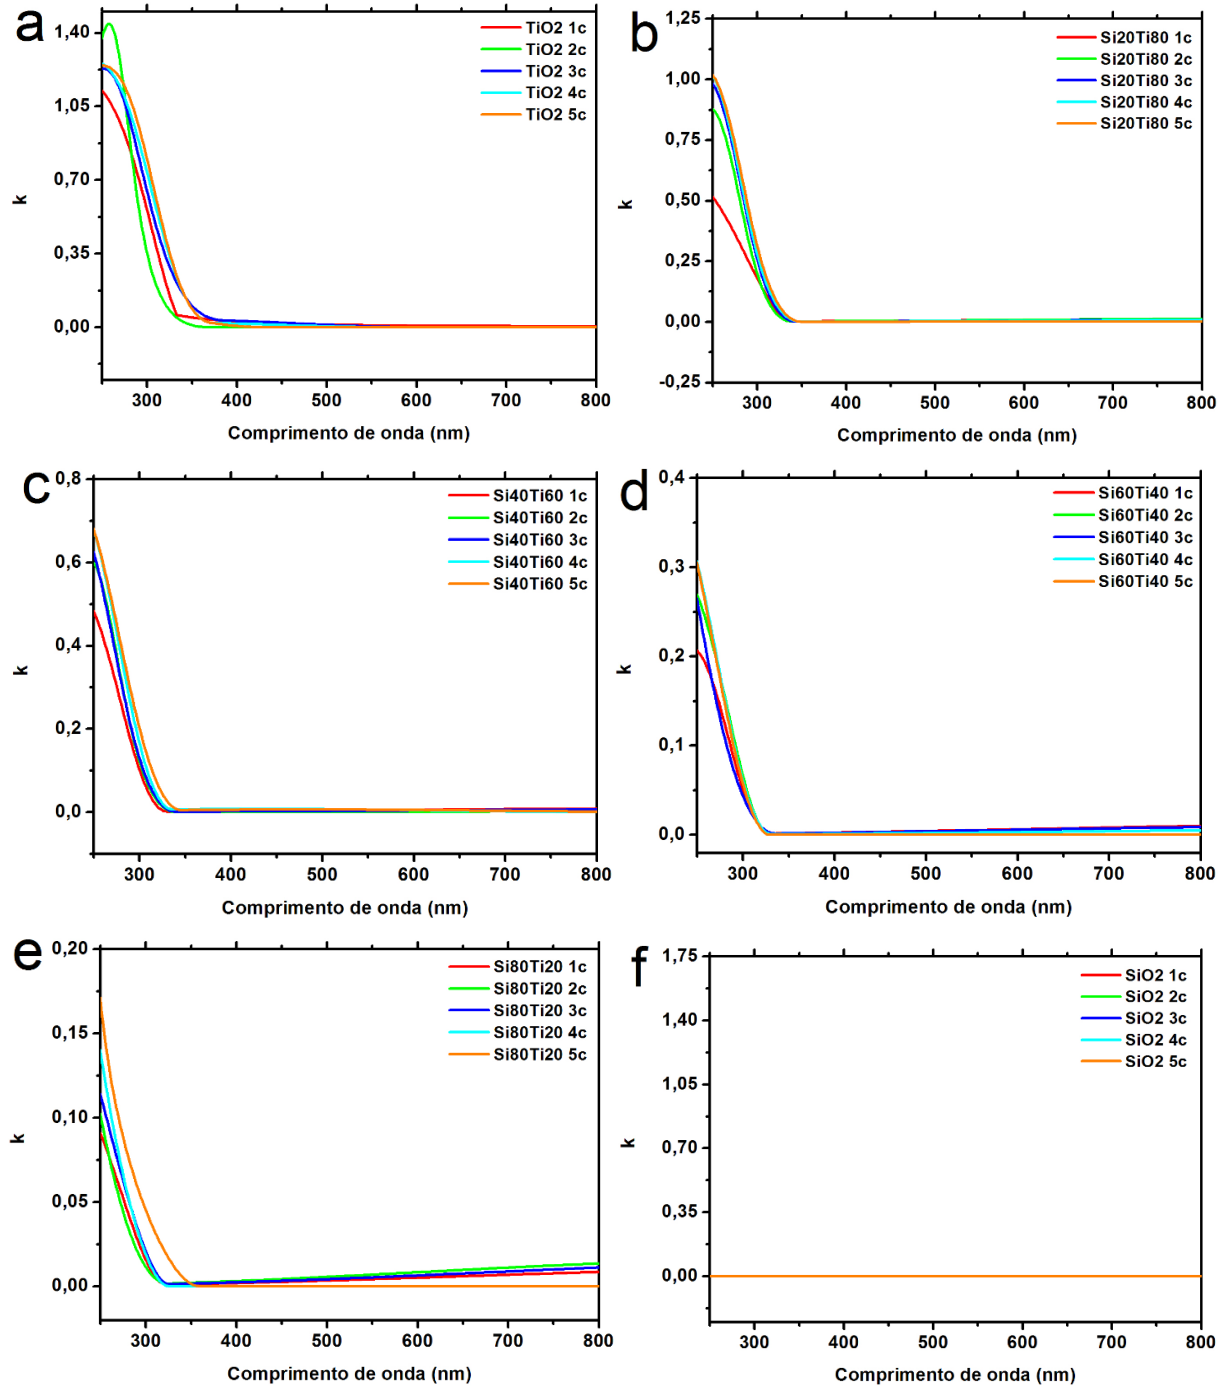 a
1,40
1,05
0,70
0,35
0,00
k
TiO2 1c
TiO2 2c
TiO2 3c
TiO2 4c
TiO2 5c
300 400 500 600 700 800
Comprimento de onda (nm)
b
1,25
1,00
0,75
0,50
0,25
0,00
-0,25
k
Si20Ti80 1c
Si20Ti80 2c
Si20Ti80 3c
Si20Ti80 4c
Si20Ti80 5c
300 400 500 600 700 800
Comprimento de onda (nm)
c
0,8
0,6
0,4
0,2
0,0
k
Si40Ti60 1c
Si40Ti60 2c
Si40Ti60 3c
Si40Ti60 4c
Si40Ti60 5c
300 400 500 600 700 800
Comprimento de onda (nm)
d
0,4
0,3
0,2
0,1
0,0
k
Si60Ti40 1c
Si60Ti40 2c
Si60Ti40 3c
Si60Ti40 4c
Si60Ti40 5c
300 400 500 600 700 800
Comprimento de onda (nm)
e
0,20
0,15
0,10
0,05
0,00
k
Si80Ti20 1c
Si80Ti20 2c
Si80Ti20 3c
Si80Ti20 4c
Si80Ti20 5c
300 400 500 600 700 800
Comprimento de onda (nm)
f
1,75
1,40
1,05
0,70
0,35
0,00
k
SiO2 1c
SiO2 2c
SiO2 3c
SiO2 4c
SiO2 5c
300 400 500 600 700 800
Comprimento de onda (nm)